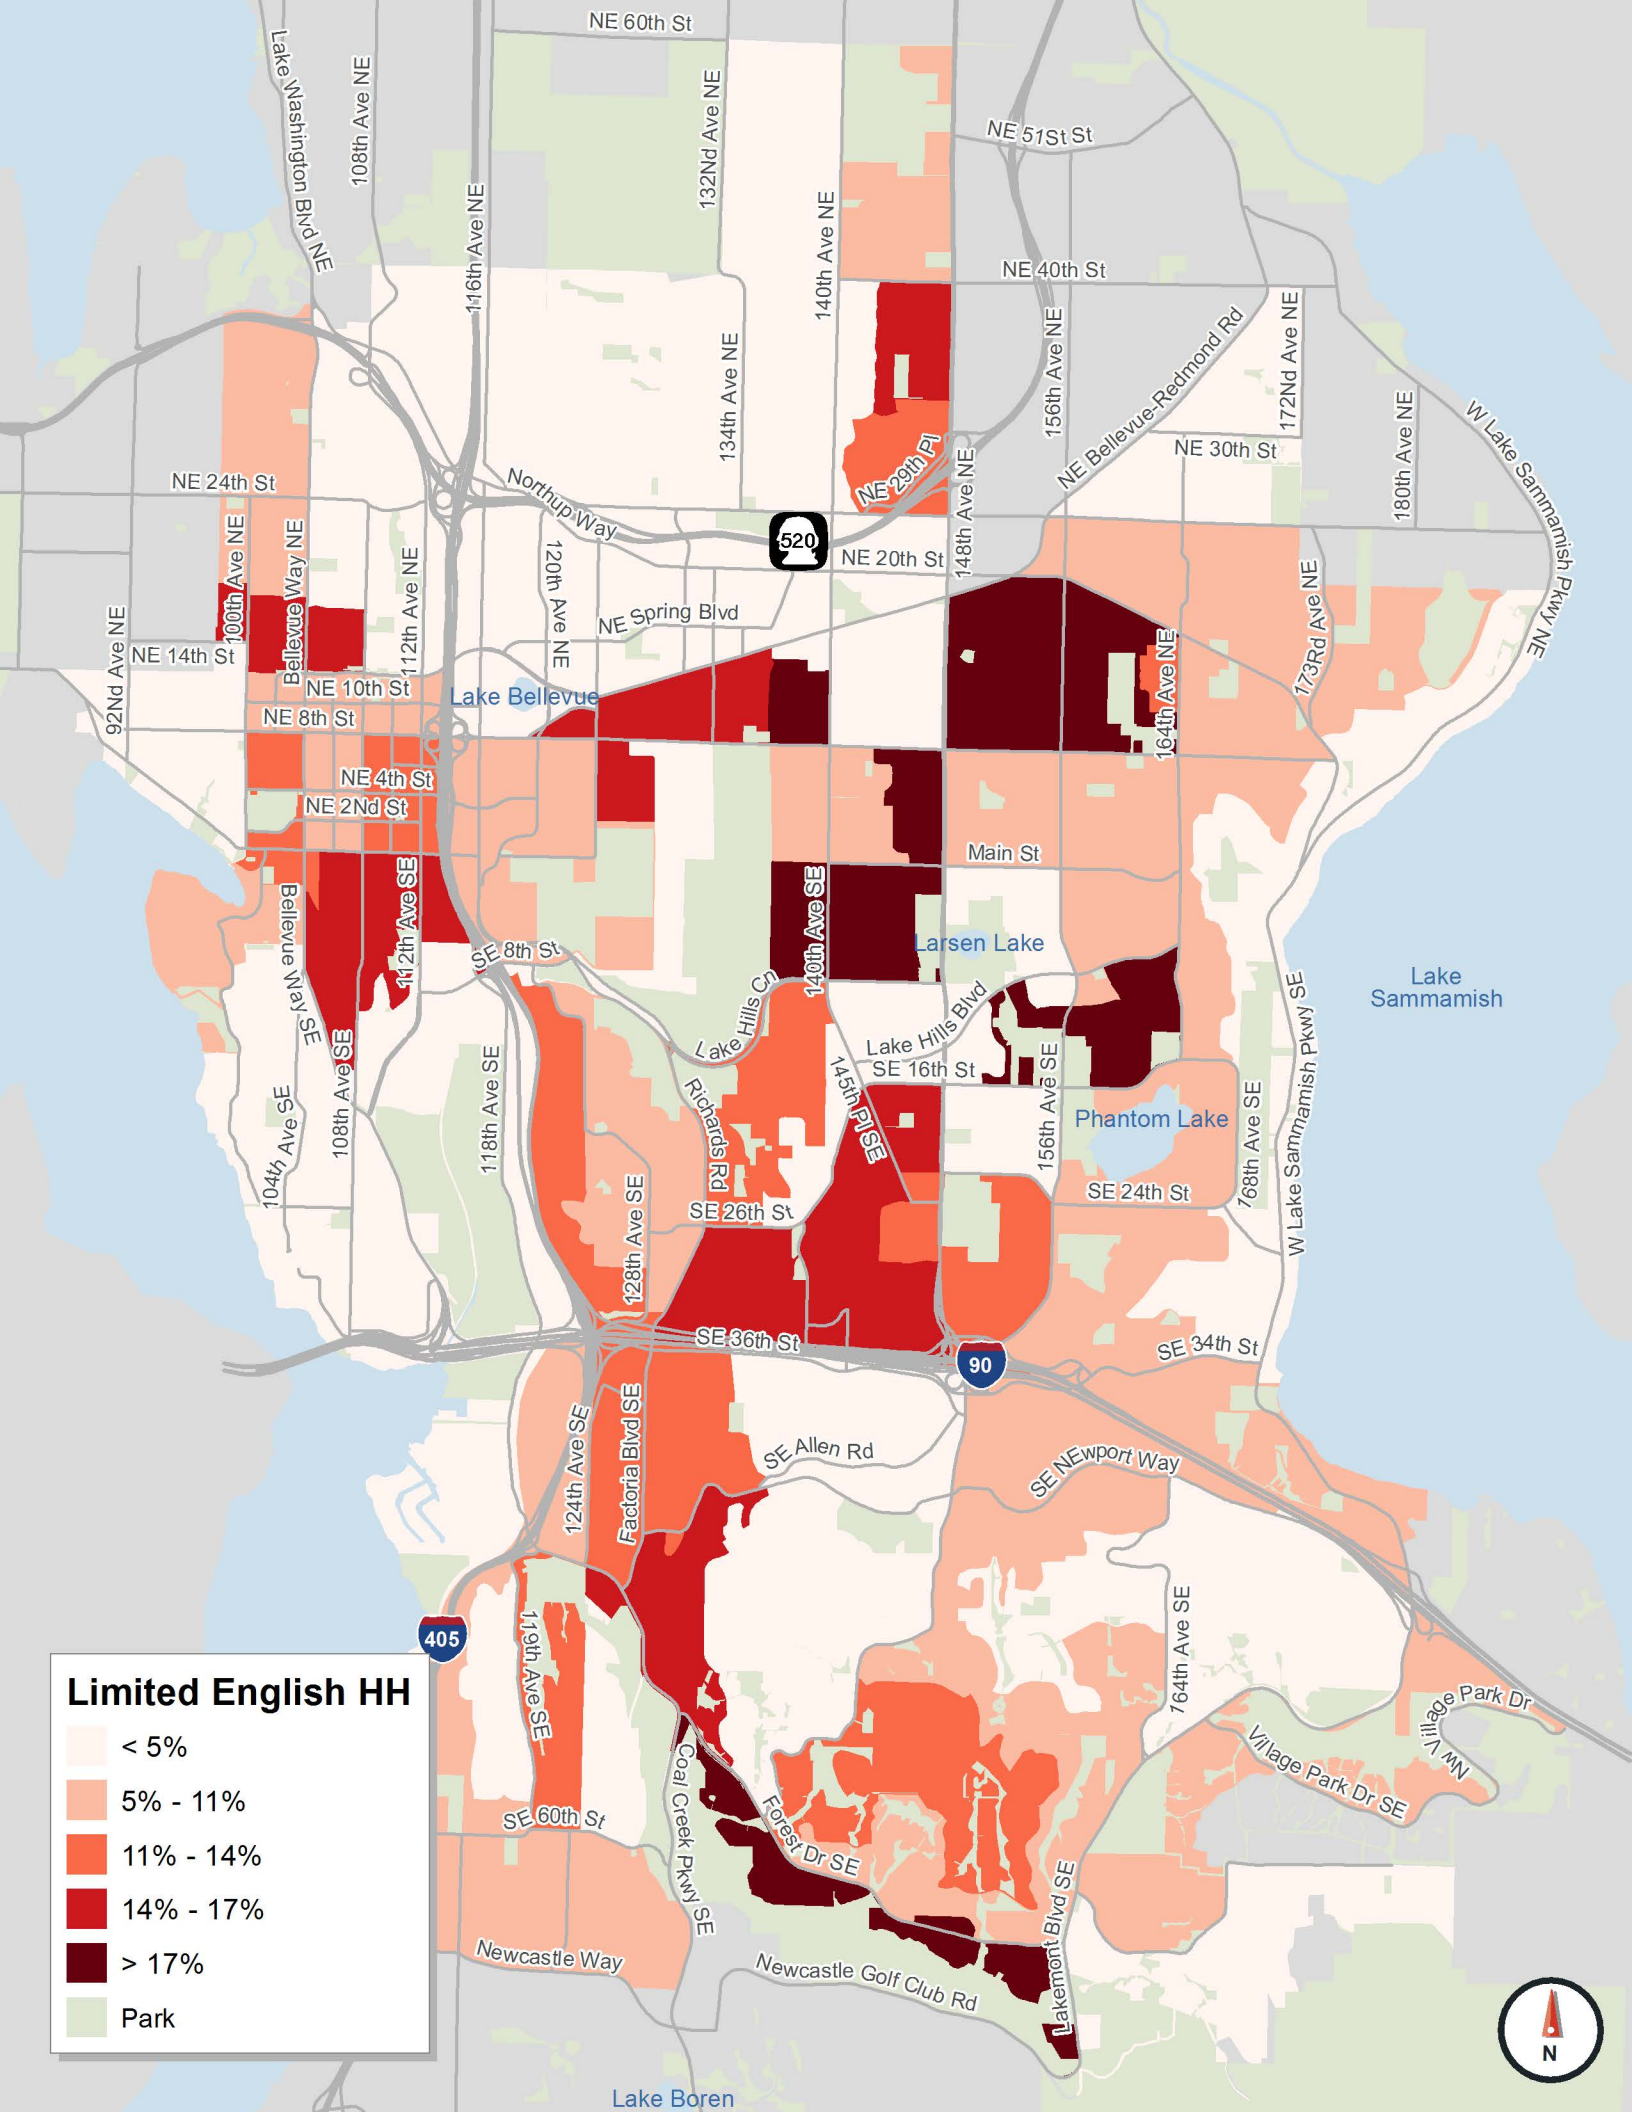 NE 60th St
Lake Washington Blvd NE
108th Ave NE
132Nd Ave NE
NE 51St St
116th Ave NE
140th Ave NE
NE 40th St
134th Ave NE
156th Ave NE
NE Bellevue-Redmond Rd
172Nd Ave NE
180th Ave NE
W Lake Sammamish Pkwy NE
NE 30th St
NE 29th Pl
148th Ave NE
NE 24th St
Northup Way
520
NE 20th St
100th Ave NE
Bellevue Way NE
112th Ave NE
120th Ave NE
NE Spring Blvd
92Nd Ave NE
NE 14th St
173Rd Ave NE
164th Ave NE
NE 10th St
Lake Bellevue
NE 8th St
NE 4th St
NE 2Nd St
Main St
Bellevue Way SE
112th Ave SE
140th Ave SE
SE 8th St
Larsen Lake
Lake
Sammamish
Lake Hills Cn
Lake Hills Blvd
SE 16th St
145th Pl SE
156th Ave SE
W Lake Sammamish Pkwy SE
104th Ave SE
108th Ave SE
118th Ave SE
Richards Rd
Phantom Lake
168th Ave SE
SE 24th St
SE 26th St
128th Ave SE
SE 36th St
90
SE 34th St
124th Ave SE
Factoria Blvd SE
SE Allen Rd
SE NEwport Way
405
119th Ave SE
164th Ave SE
Village Park Dr SE
NW Village Park Dr
SE 60th St
Coal Creek Pkwy SE
Forest Dr SE
Lakemont Blvd SE
Newcastle Way
Newcastle Golf Club Rd
Lake Boren
Limited English HH
< 5%
5% - 11%
11% - 14%
14% - 17%
> 17%
Park
N